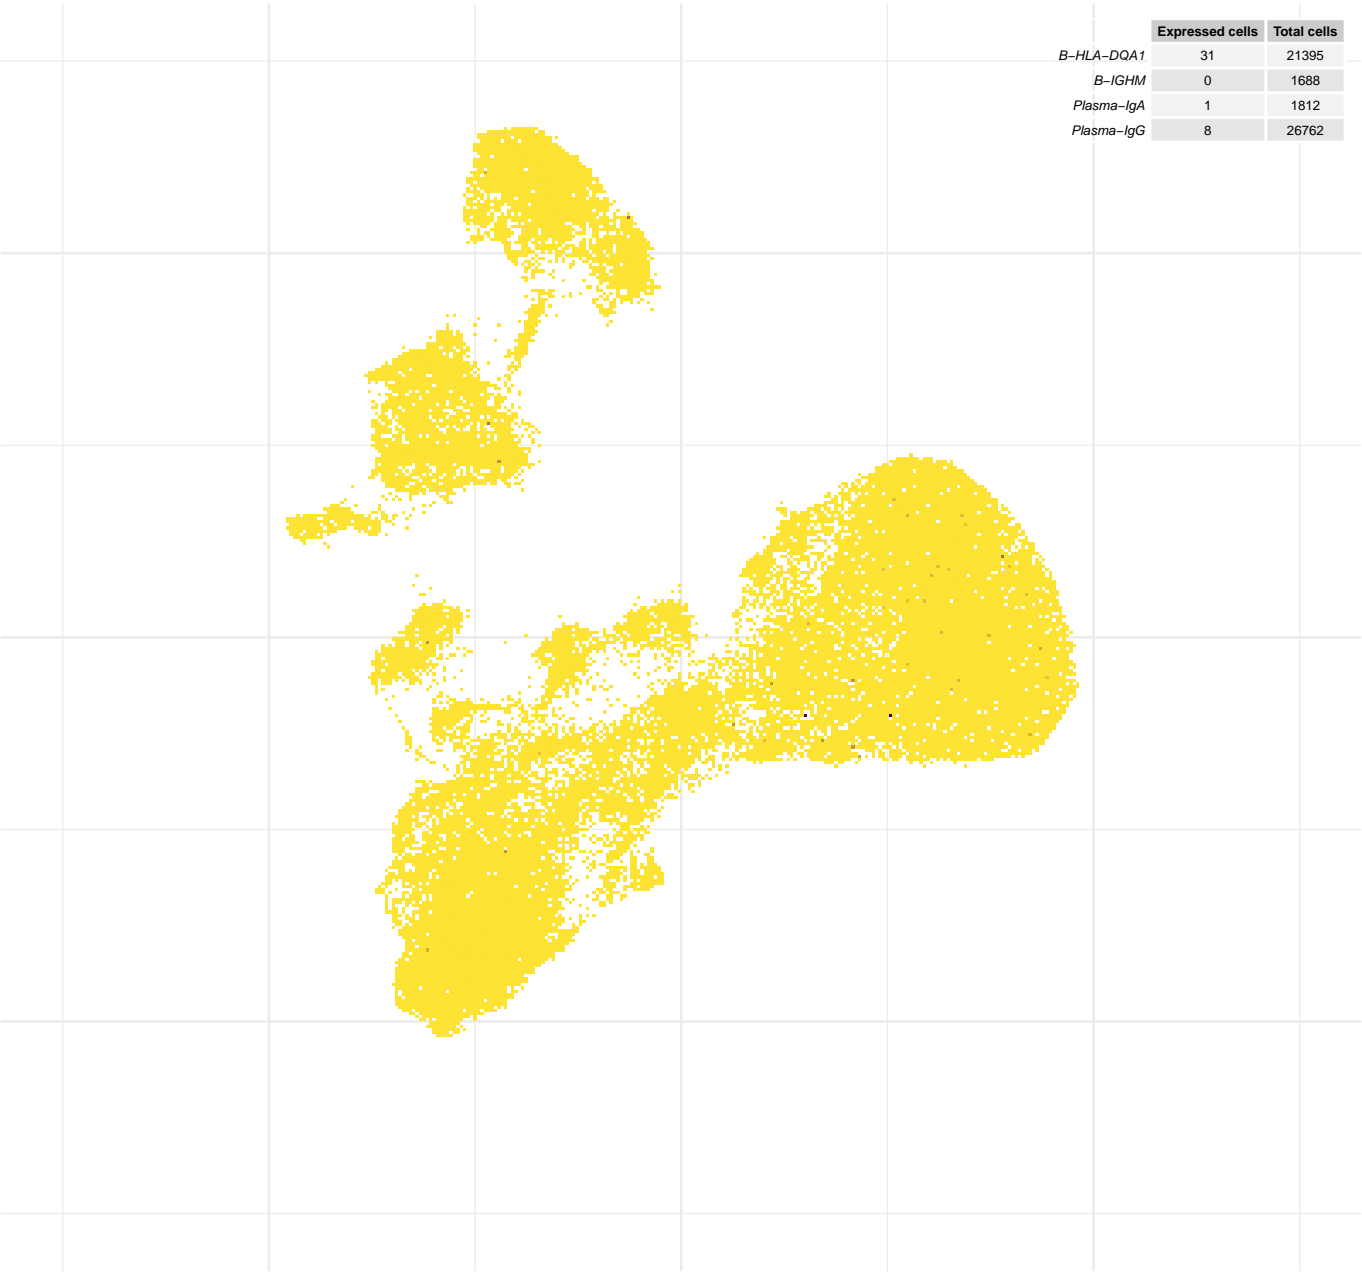 Expressed cells Total cells
B–HLA–DQA1 31 21395
B–IGHM 0 1688
Plasma–IgA 1 1812
Plasma–IgG 8 26762